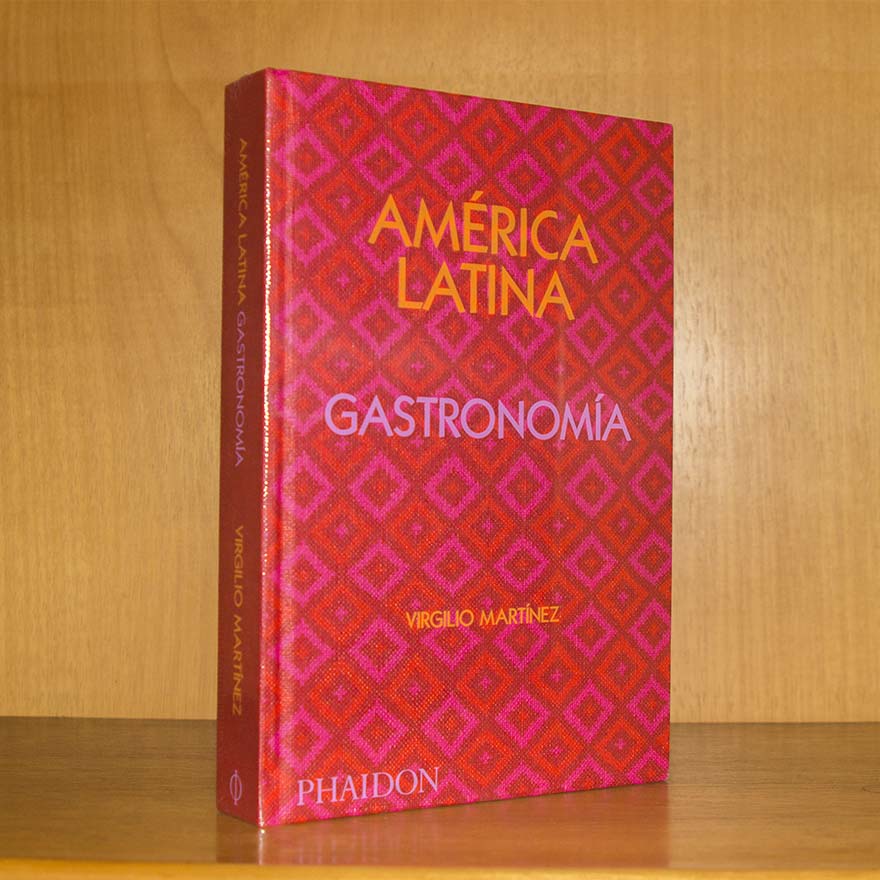 AMÉRICA
LATINA
GASTRONOMÍA
VIRGILIO MARTÍNEZ
PHAIDON
AMÉRICA LATINA GASTRONOMÍA
VIRGILIO MARTÍNEZ